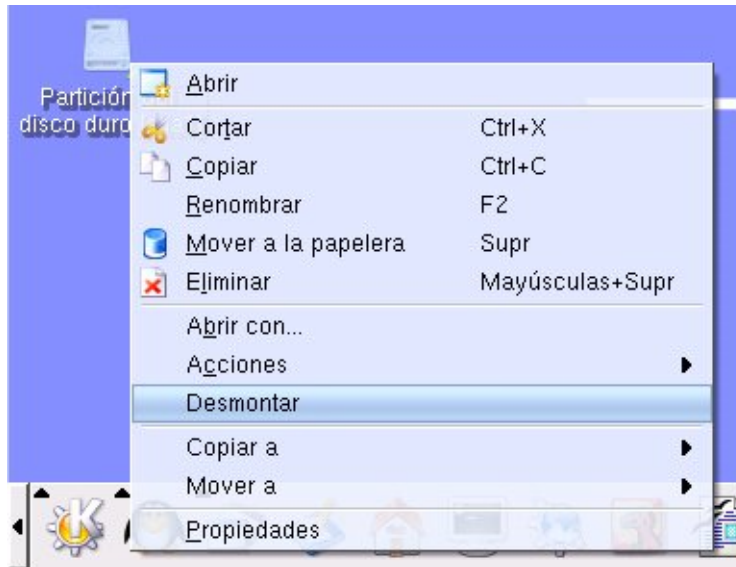 Partición
disco duro
Abrir
Cortar Ctrl+X
Copiar Ctrl+C
Renombrar F2
Mover a la papelera Supr
Eliminar Mayúsculas+Supr
Abrir con...
Acciones
Desmontar
Copiar a
Mover a
Propiedades